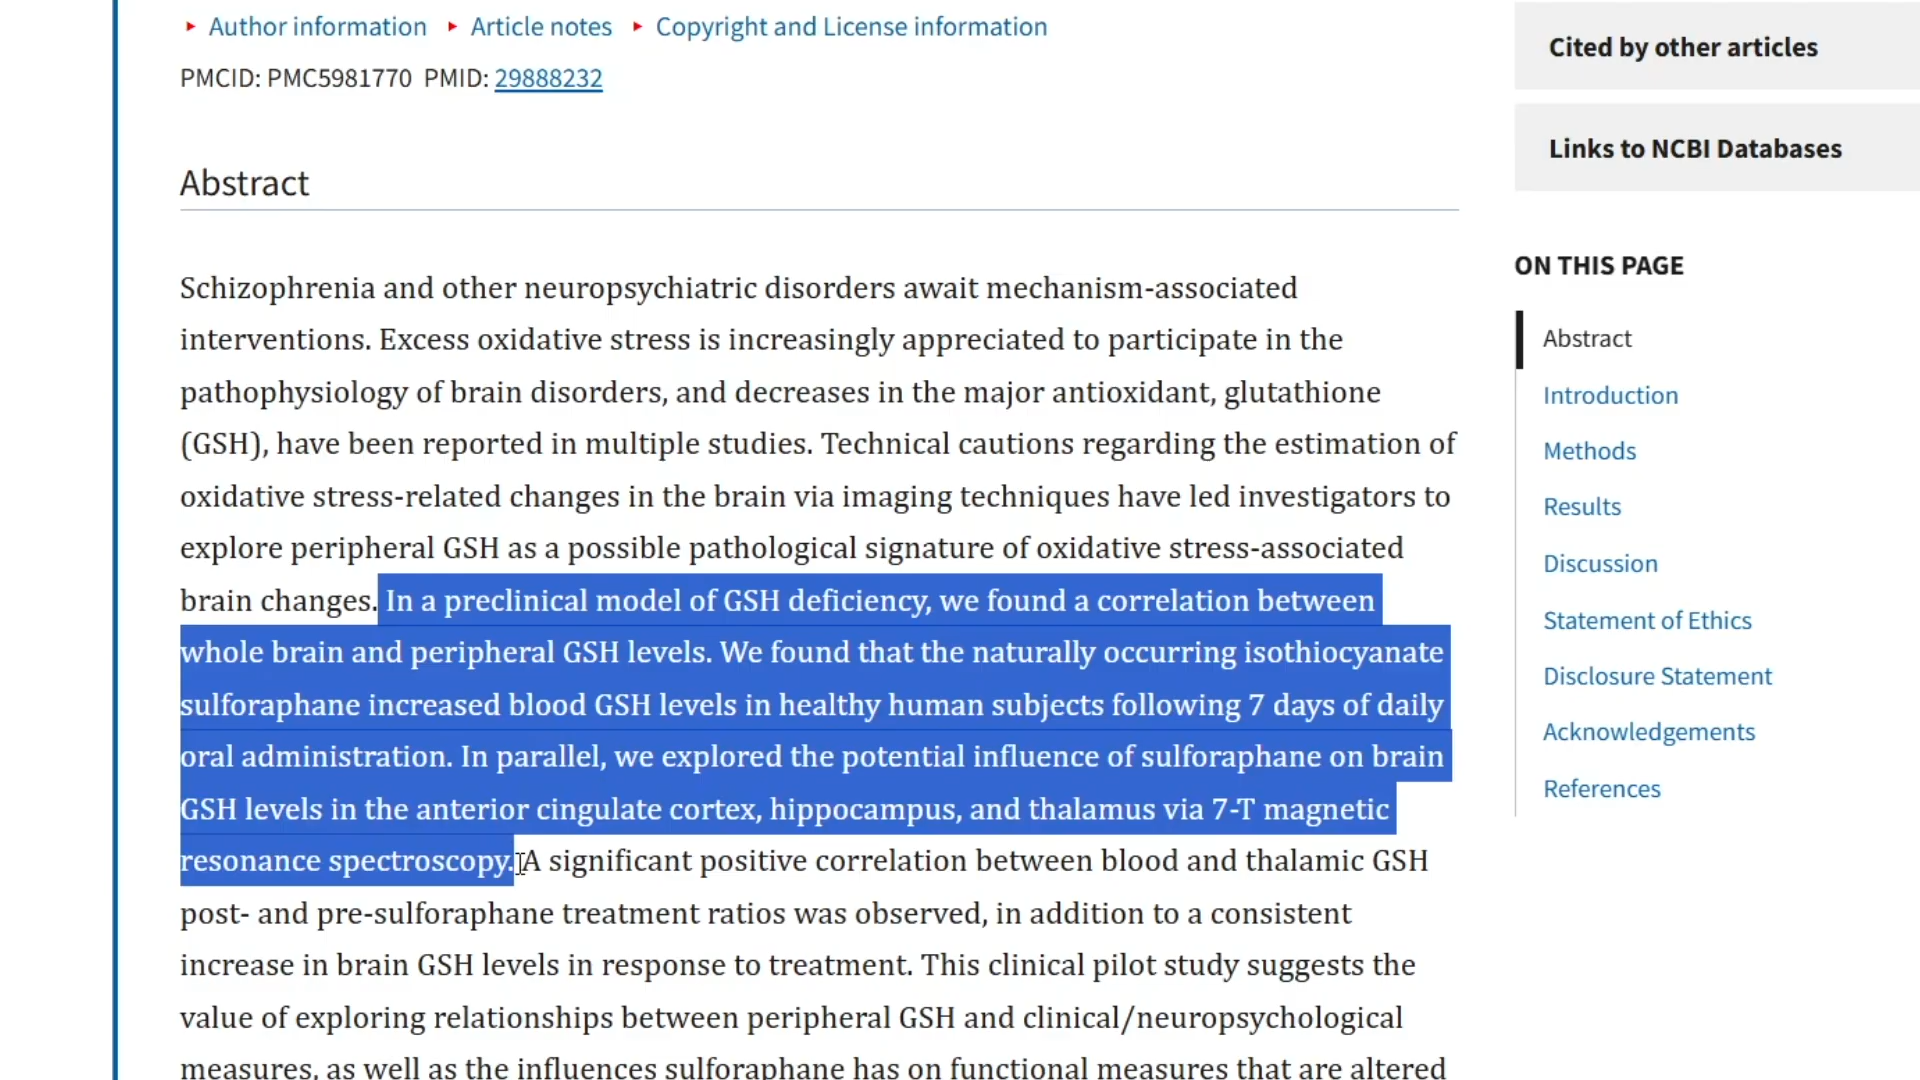 Author information Article notes Copyright and License information
PMCID: PMC5981770 PMID: 29888232
Abstract
Schizophrenia and other neuropsychiatric disorders await mechanism-associated
interventions. Excess oxidative stress is increasingly appreciated to participate in the
pathophysiology of brain disorders, and decreases in the major antioxidant, glutathione
(GSH), have been reported in multiple studies. Technical cautions regarding the estimation of
oxidative stress-related changes in the brain via imaging techniques have led investigators to
explore peripheral GSH as a possible pathological signature of oxidative stress-associated
brain changes. In a preclinical model of GSH deficiency, we found a correlation between
whole brain and peripheral GSH levels. We found that the naturally occurring isothiocyanate
sulforaphane increased blood GSH levels in healthy human subjects following 7 days of daily
oral administration. In parallel, we explored the potential influence of sulforaphane on brain
GSH levels in the anterior cingulate cortex, hippocampus, and thalamus via 7-T magnetic
resonance spectroscopy. A significant positive correlation between blood and thalamic GSH
post- and pre-sulforaphane treatment ratios was observed, in addition to a consistent
increase in brain GSH levels in response to treatment. This clinical pilot study suggests the
value of exploring relationships between peripheral GSH and clinical/neuropsychological
measures, as well as the influences sulforaphane has on functional measures that are altered
Cited by other articles
Links to NCBI Databases
ON THIS PAGE
Abstract
Introduction
Methods
Results
Discussion
Statement of Ethics
Disclosure Statement
Acknowledgements
References